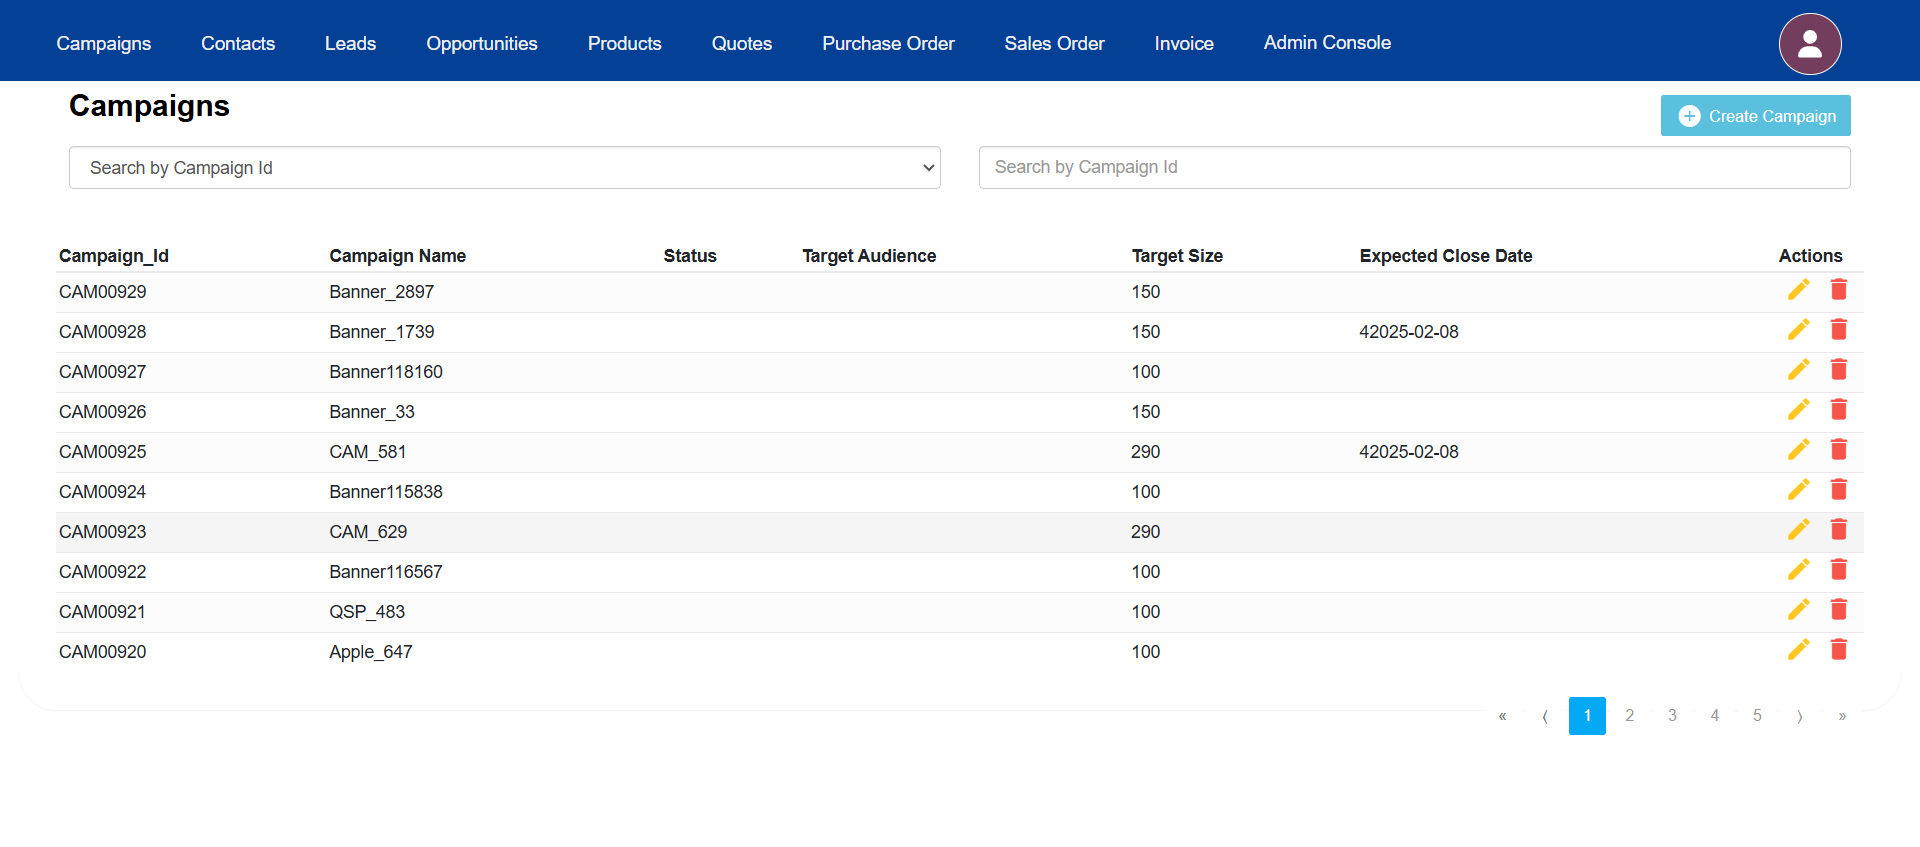 Campaigns Contacts Leads Opportunities Products Quotes Purchase Order Sales Order Invoice Admin Console
Campaigns
Create Campaign
Search by Campaign Id Search by Campaign Id
Campaign_Id Campaign Name Status Target Audience Target Size Expected Close Date Actions
CAM00929 Banner_2897 150
CAM00928 Banner_1739 150 42025-02-08
CAM00927 Banner118160 100
CAM00926 Banner_33 150
CAM00925 CAM_581 290 42025-02-08
CAM00924 Banner115838 100
CAM00923 CAM_629 290
CAM00922 Banner116567 100
CAM00921 QSP_483 100
CAM00920 Apple_647 100
« ⟨ 1 2 3 4 5 ⟩ »